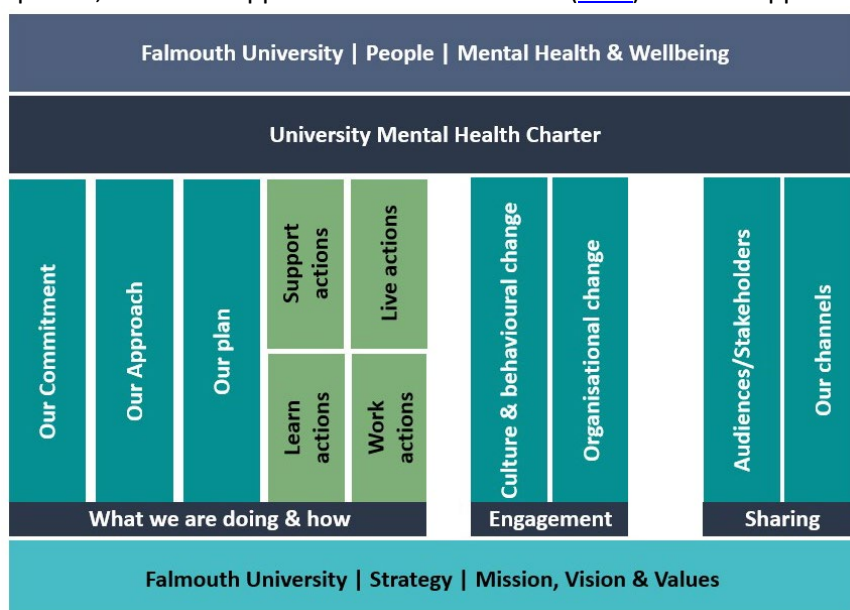 Falmouth University | People | Mental Health & Wellbeing
University Mental Health Charter
Our Commitment
Our Approach
Our plan
Support
actions
Live actions
Learn
actions
Work
actions
Culture & behavioural change
Organisational change
Audiences/Stakeholders
Our channels
What we are doing & how
Engagement
Sharing
Falmouth University | Strategy | Mission, Vision & Values